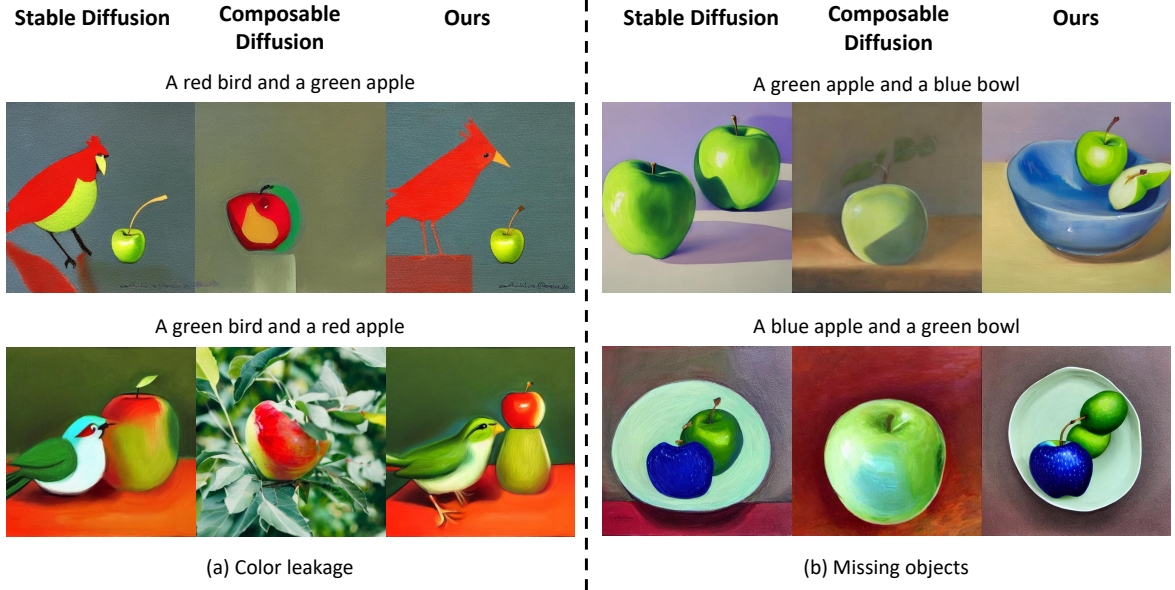 Stable Diffusion
Composable
Diffusion
Ours
A red bird and a green apple
A green bird and a red apple
(a) Color leakage
Stable Diffusion
Composable
Diffusion
Ours
A green apple and a blue bowl
A blue apple and a green bowl
(b) Missing objects